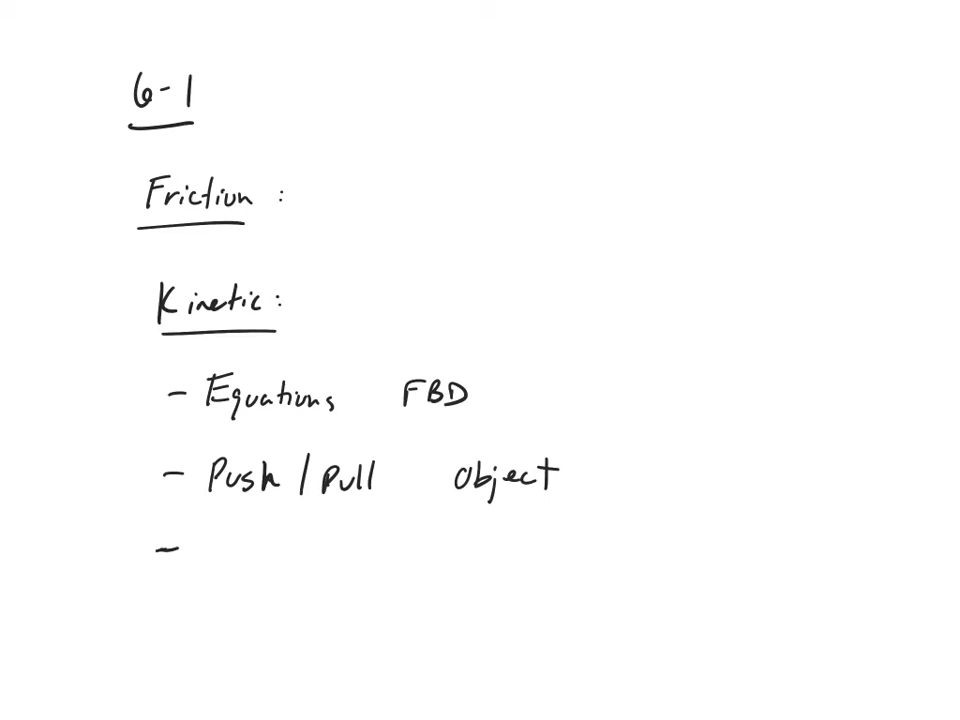 6-1
Friction :
Kinetic :
- Equations FBD
- Push/Pull object
-